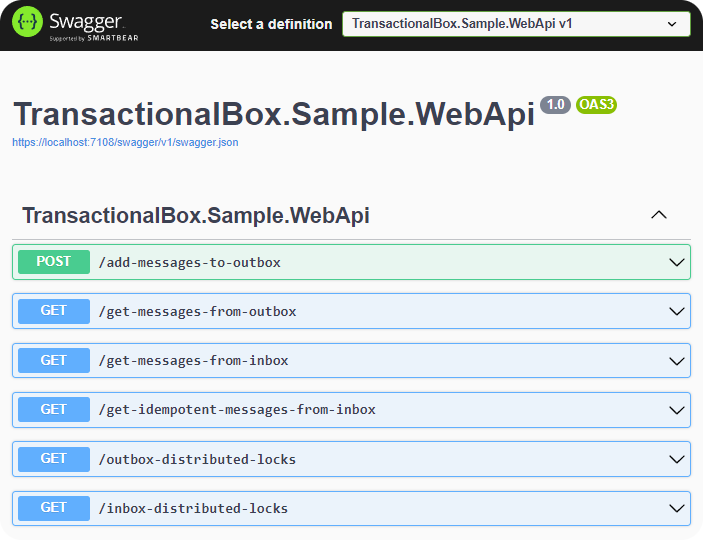 Swagger
Supported by SMARTBEAR
Select a definition
TransactionalBox.Sample.WebApi v1
TransactionalBox.Sample.WebApi 1.0 OAS3
https://localhost:7108/swagger/v1/swagger.json
TransactionalBox.Sample.WebApi
POST /add-messages-to-outbox
GET /get-messages-from-outbox
GET /get-messages-from-inbox
GET /get-idempotent-messages-from-inbox
GET /outbox-distributed-locks
GET /inbox-distributed-locks